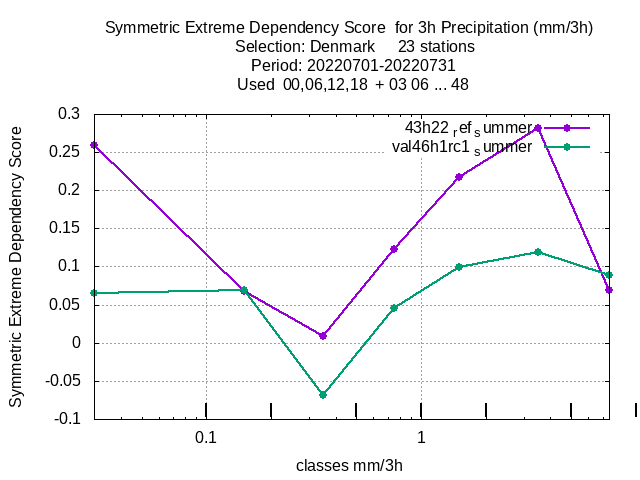 Symmetric Extreme Dependency Score  for 3h Precipitation (mm/3h)
Selection: Denmark     23 stations
Period: 20220701-20220731
Used  00,06,12,18  + 03 06 ... 48
43h22_ref_summer
val46h1rc1_summer
Symmetric Extreme Dependency Score
0.3
0.25
0.2
0.15
0.1
0.05
0
-0.05
-0.1
0.1
1
classes mm/3h